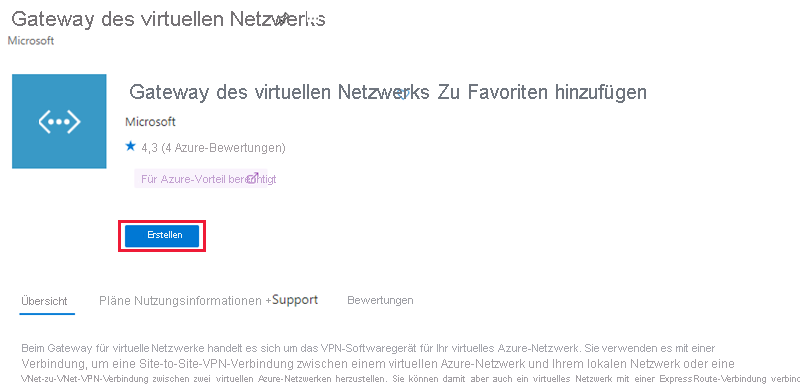 Gateway des virtuellen Netzwerks
Microsoft
Gateway des virtuellen Netzwerks Zu Favoriten hinzufügen
Microsoft
4,3 (4 Azure-Bewertungen)
Für Azure-Vorteil berechtigt
Erstellen
Übersicht Pläne Nutzungsinformationen + Support Bewertungen
Beim Gateway für virtuelle Netzwerke handelt es sich um das VPN-Softwaregerät für Ihr virtuelles Azure-Netzwerk. Sie verwenden es mit einer
Verbindung, um eine Site-to-Site-VPN-Verbindung zwischen einem virtuellen Azure-Netzwerk und Ihrem lokalen Netzwerk oder eine
VNet-zu-VNet-VPN-Verbindung zwischen zwei virtuellen Azure-Netzwerken herzustellen. Sie können damit aber auch ein virtuelles Netzwerk mit einer ExpressRoute-Verbindung verbinc